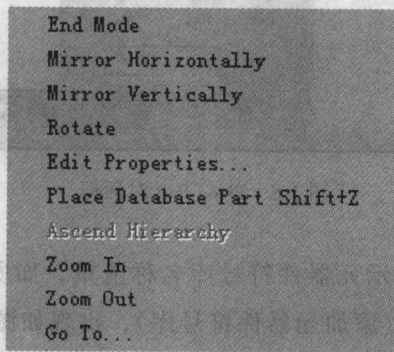 End Mode
Mirror Horizontally
Mirror Vertically
Rotate
Edit Properties...
Place Database Part Shift+Z
Ascend Hierarchy
Zoom In
Zoom Out
Go To...